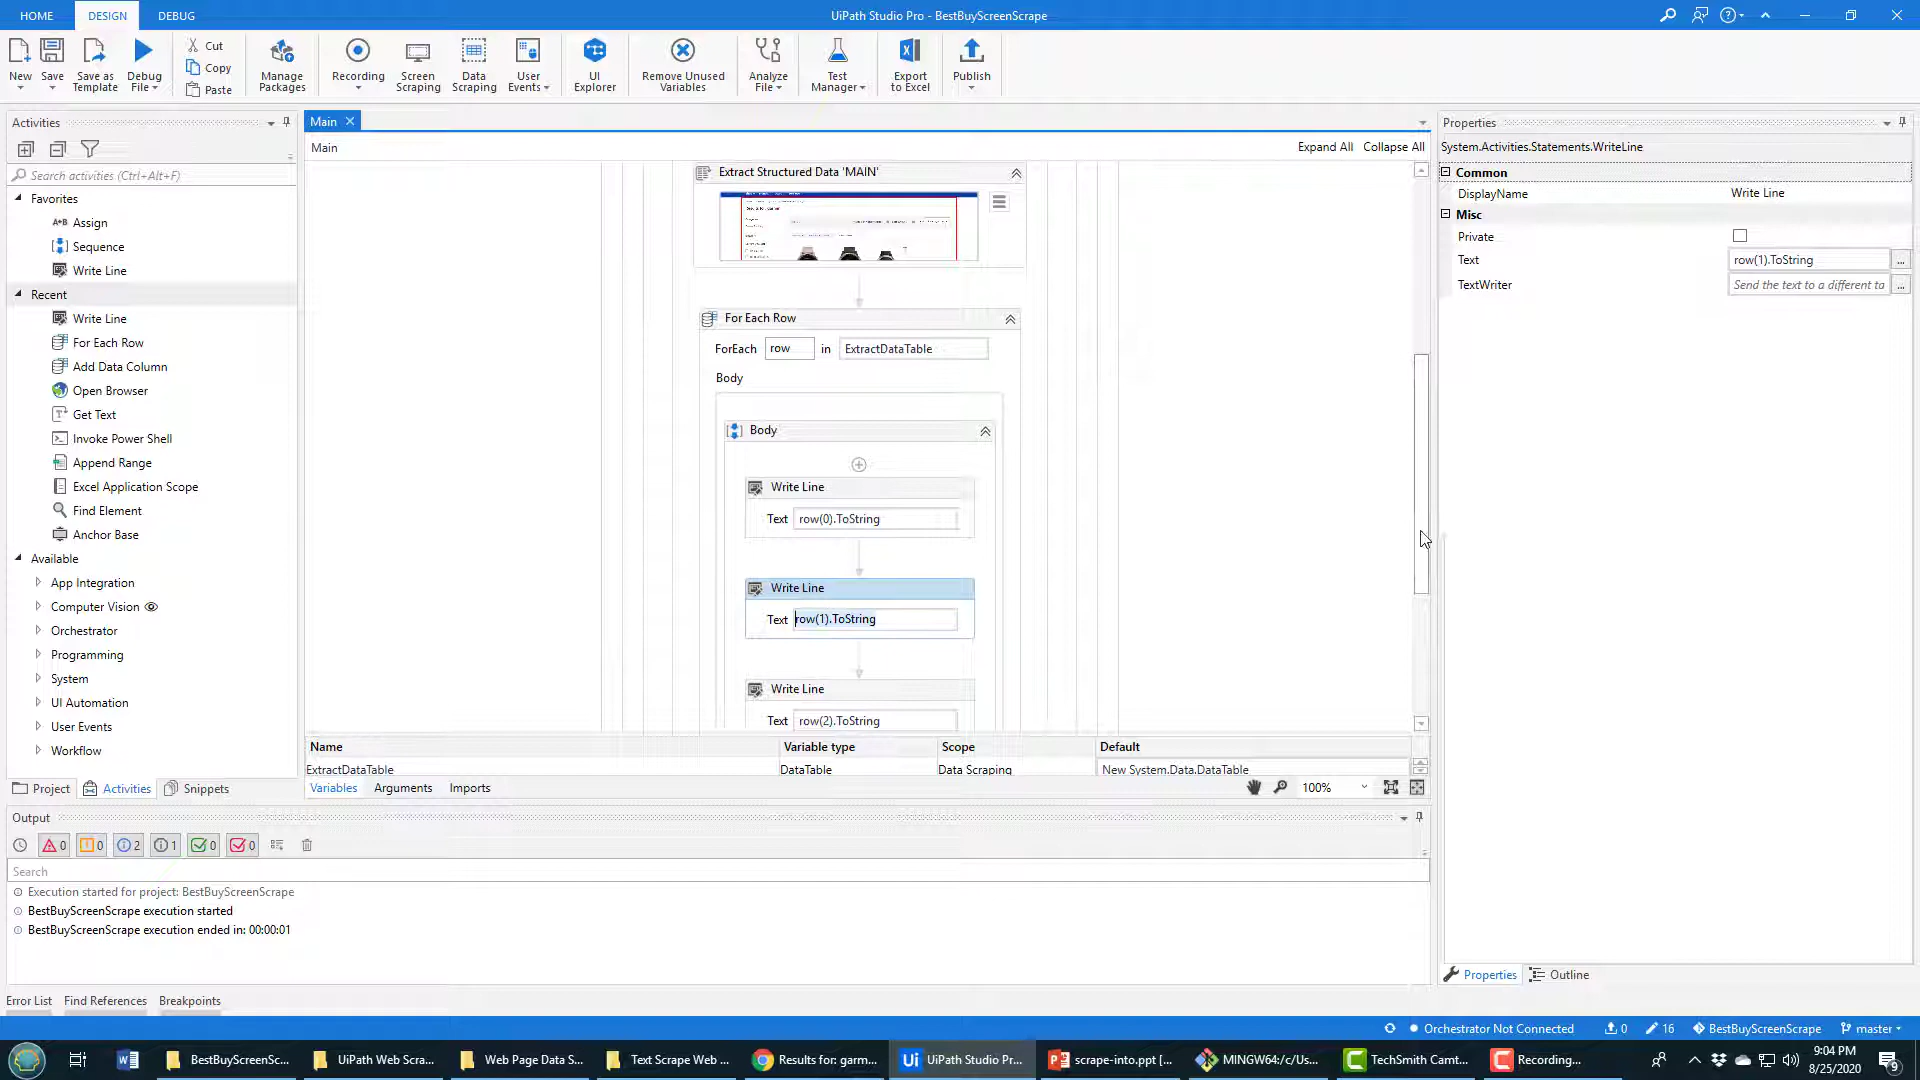 HOME
DESIGN
DEBUG
UiPath Studio Pro - BestBuyScreenScrape
New
Save
Save as Template
Debug File
Cut
Copy
Paste
Manage Packages
Recording
Screen Scraping
Data Scraping
User Events
UI Explorer
Remove Unused Variables
Analyze File
Test Manager
Export to Excel
Publish
Activities
Search activities (Ctrl+Alt+F)
Favorites
Assign
Sequence
Write Line
Recent
Write Line
For Each Row
Add Data Column
Open Browser
Get Text
Invoke Power Shell
Append Range
Excel Application Scope
Find Element
Anchor Base
Available
App Integration
Computer Vision
Orchestrator
Programming
System
UI Automation
User Events
Workflow
Project
Activities
Snippets
Main
Main
Expand All
Collapse All
Extract Structured Data 'MAIN'
For Each Row
ForEach row in ExtractDataTable
Body
Body
Write Line
Text row(0).ToString
Write Line
Text row(1).ToString
Write Line
Text row(2).ToString
Name Variable type Scope Default
ExtractDataTable DataTable Data Scraping New System.Data.DataTable
Variables
Arguments
Imports
100%
Properties
System.Activities.Statements.WriteLine
Common
DisplayName Write Line
Misc
Private
Text row(1).ToString ...
TextWriter Send the text to a different ta ...
Properties
Outline
Output
0
0
2
1
0
0
Search
Execution started for project: BestBuyScreenScrape
BestBuyScreenScrape execution started
BestBuyScreenScrape execution ended in: 00:00:01
Error List
Find References
Breakpoints
Orchestrator Not Connected
0
16
BestBuyScreenScrape
master
BestBuyScreenSc...
UiPath Web Scra...
Web Page Data S...
Text Scrape Web ...
Results for: garm...
Ui
UiPath Studio Pr...
scrape-into.ppt [...
MINGW64:/c/Us...
TechSmith Camt...
Recording...
9:04 PM
8/25/2020
9